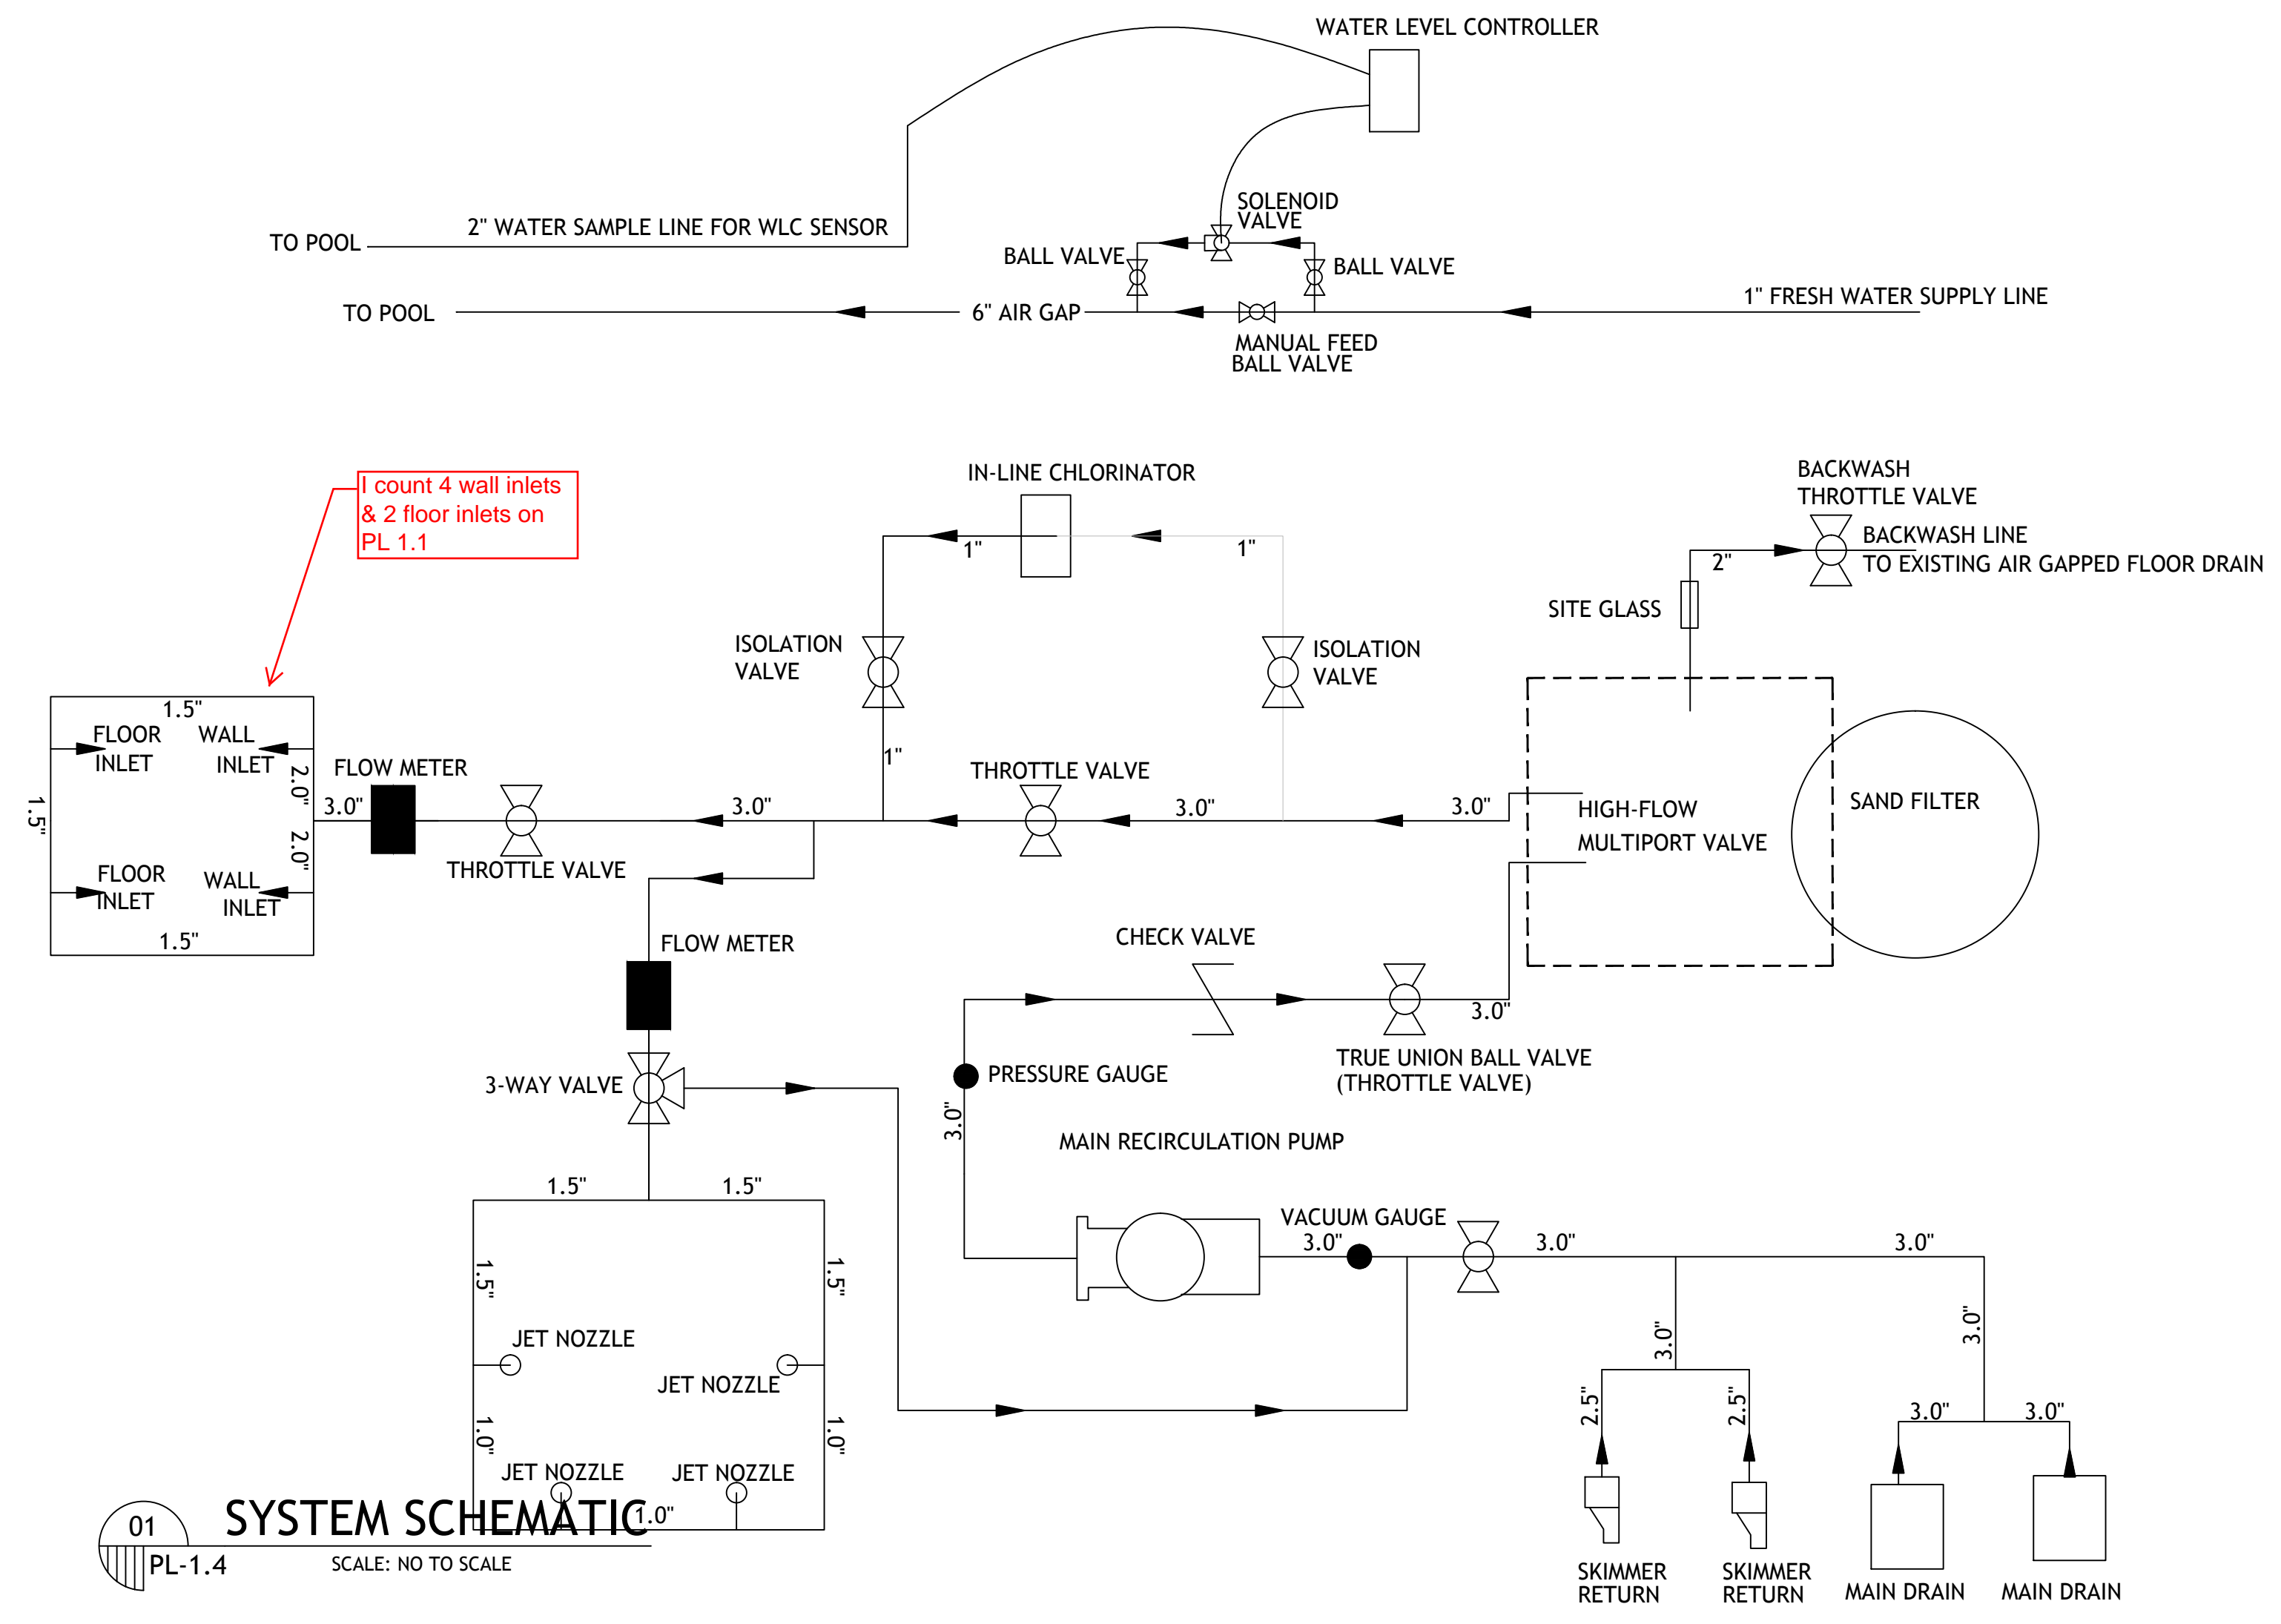 WATER LEVEL CONTROLLER
SOLENOID
VALVE
2" WATER SAMPLE LINE FOR WLC SENSOR
TO POOL
BALL VALVE
BALL VALVE
1" FRESH WATER SUPPLY LINE
TO POOL
6" AIR GAP
MANUAL FEED
BALL VALVE
I count 4 wall inlets
& 2 floor inlets on
PL 1.1
IN-LINE CHLORINATOR
1"
1"
BACKWASH
THROTTLE VALVE
BACKWASH LINE
TO EXISTING AIR GAPPED FLOOR DRAIN
2"
SITE GLASS
ISOLATION
VALVE
ISOLATION
VALVE
1"
1.5"
FLOOR
INLET
WALL
INLET
2.0"
1.5"
2.0"
FLOOR
INLET
WALL
INLET
1.5"
FLOW METER
3.0"
THROTTLE VALVE
3.0"
THROTTLE VALVE
3.0"
3.0"
HIGH-FLOW
MULTIPORT VALVE
SAND FILTER
FLOW METER
CHECK VALVE
3.0"
TRUE UNION BALL VALVE
(THROTTLE VALVE)
PRESSURE GAUGE
3.0"
3-WAY VALVE
MAIN RECIRCULATION PUMP
VACUUM GAUGE
3.0"
3.0"
3.0"
3.0"
3.0"
1.5"
1.5"
1.5"
1.5"
JET NOZZLE
JET NOZZLE
1.0"
1.0"
JET NOZZLE
JET NOZZLE
1.0"
2.5"
2.5"
3.0"
3.0"
SKIMMER
RETURN
SKIMMER
RETURN
MAIN DRAIN
MAIN DRAIN
01
SYSTEM SCHEMATIC
PL-1.4
SCALE: NO TO SCALE